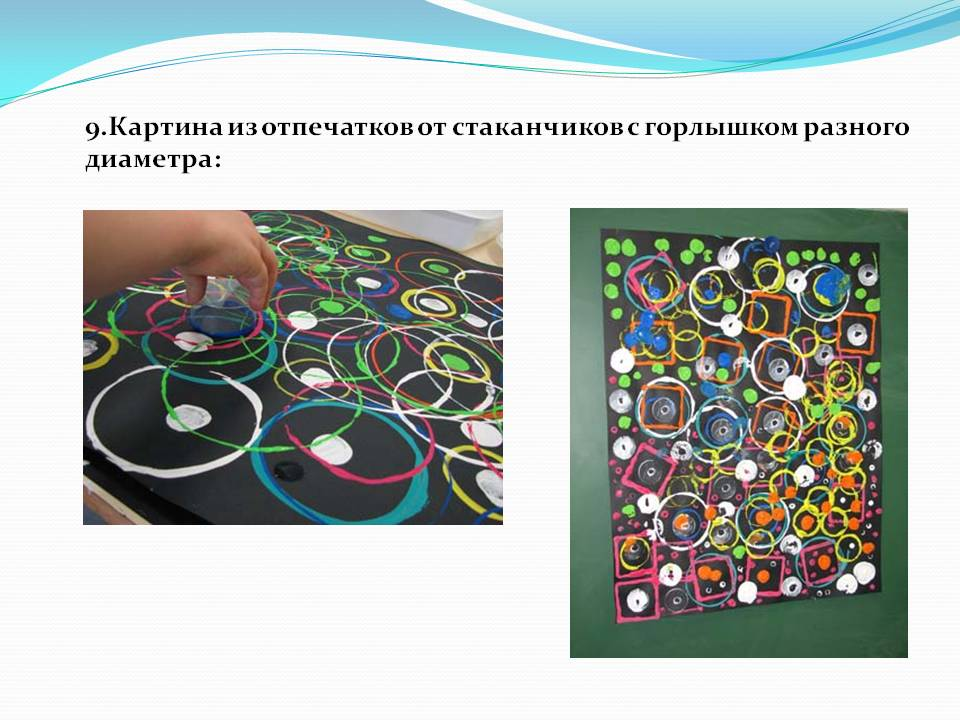 9.Картина из отпечатков от стаканчиков с горлышком разного
диаметра: